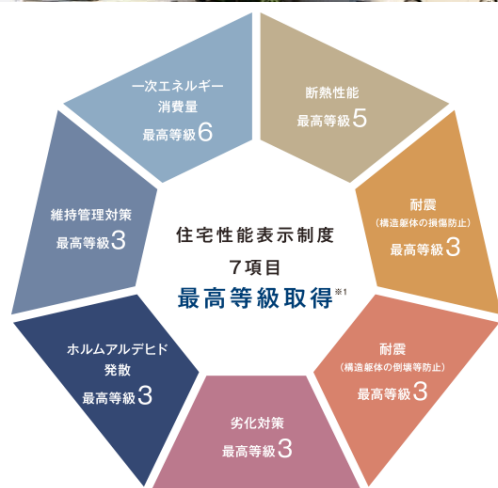 一次エネルギー
消費量
最高等級6
断熱性能
最高等級5
維持管理対策
最高等級3
耐震
(構造躯体の損傷防止)
最高等級3
住宅性能表示制度
7項目
最高等級取得※1
ホルムアルデヒド
発散
最高等級3
耐震
(構造躯体の倒壊等防止)
最高等級3
劣化対策
最高等級3